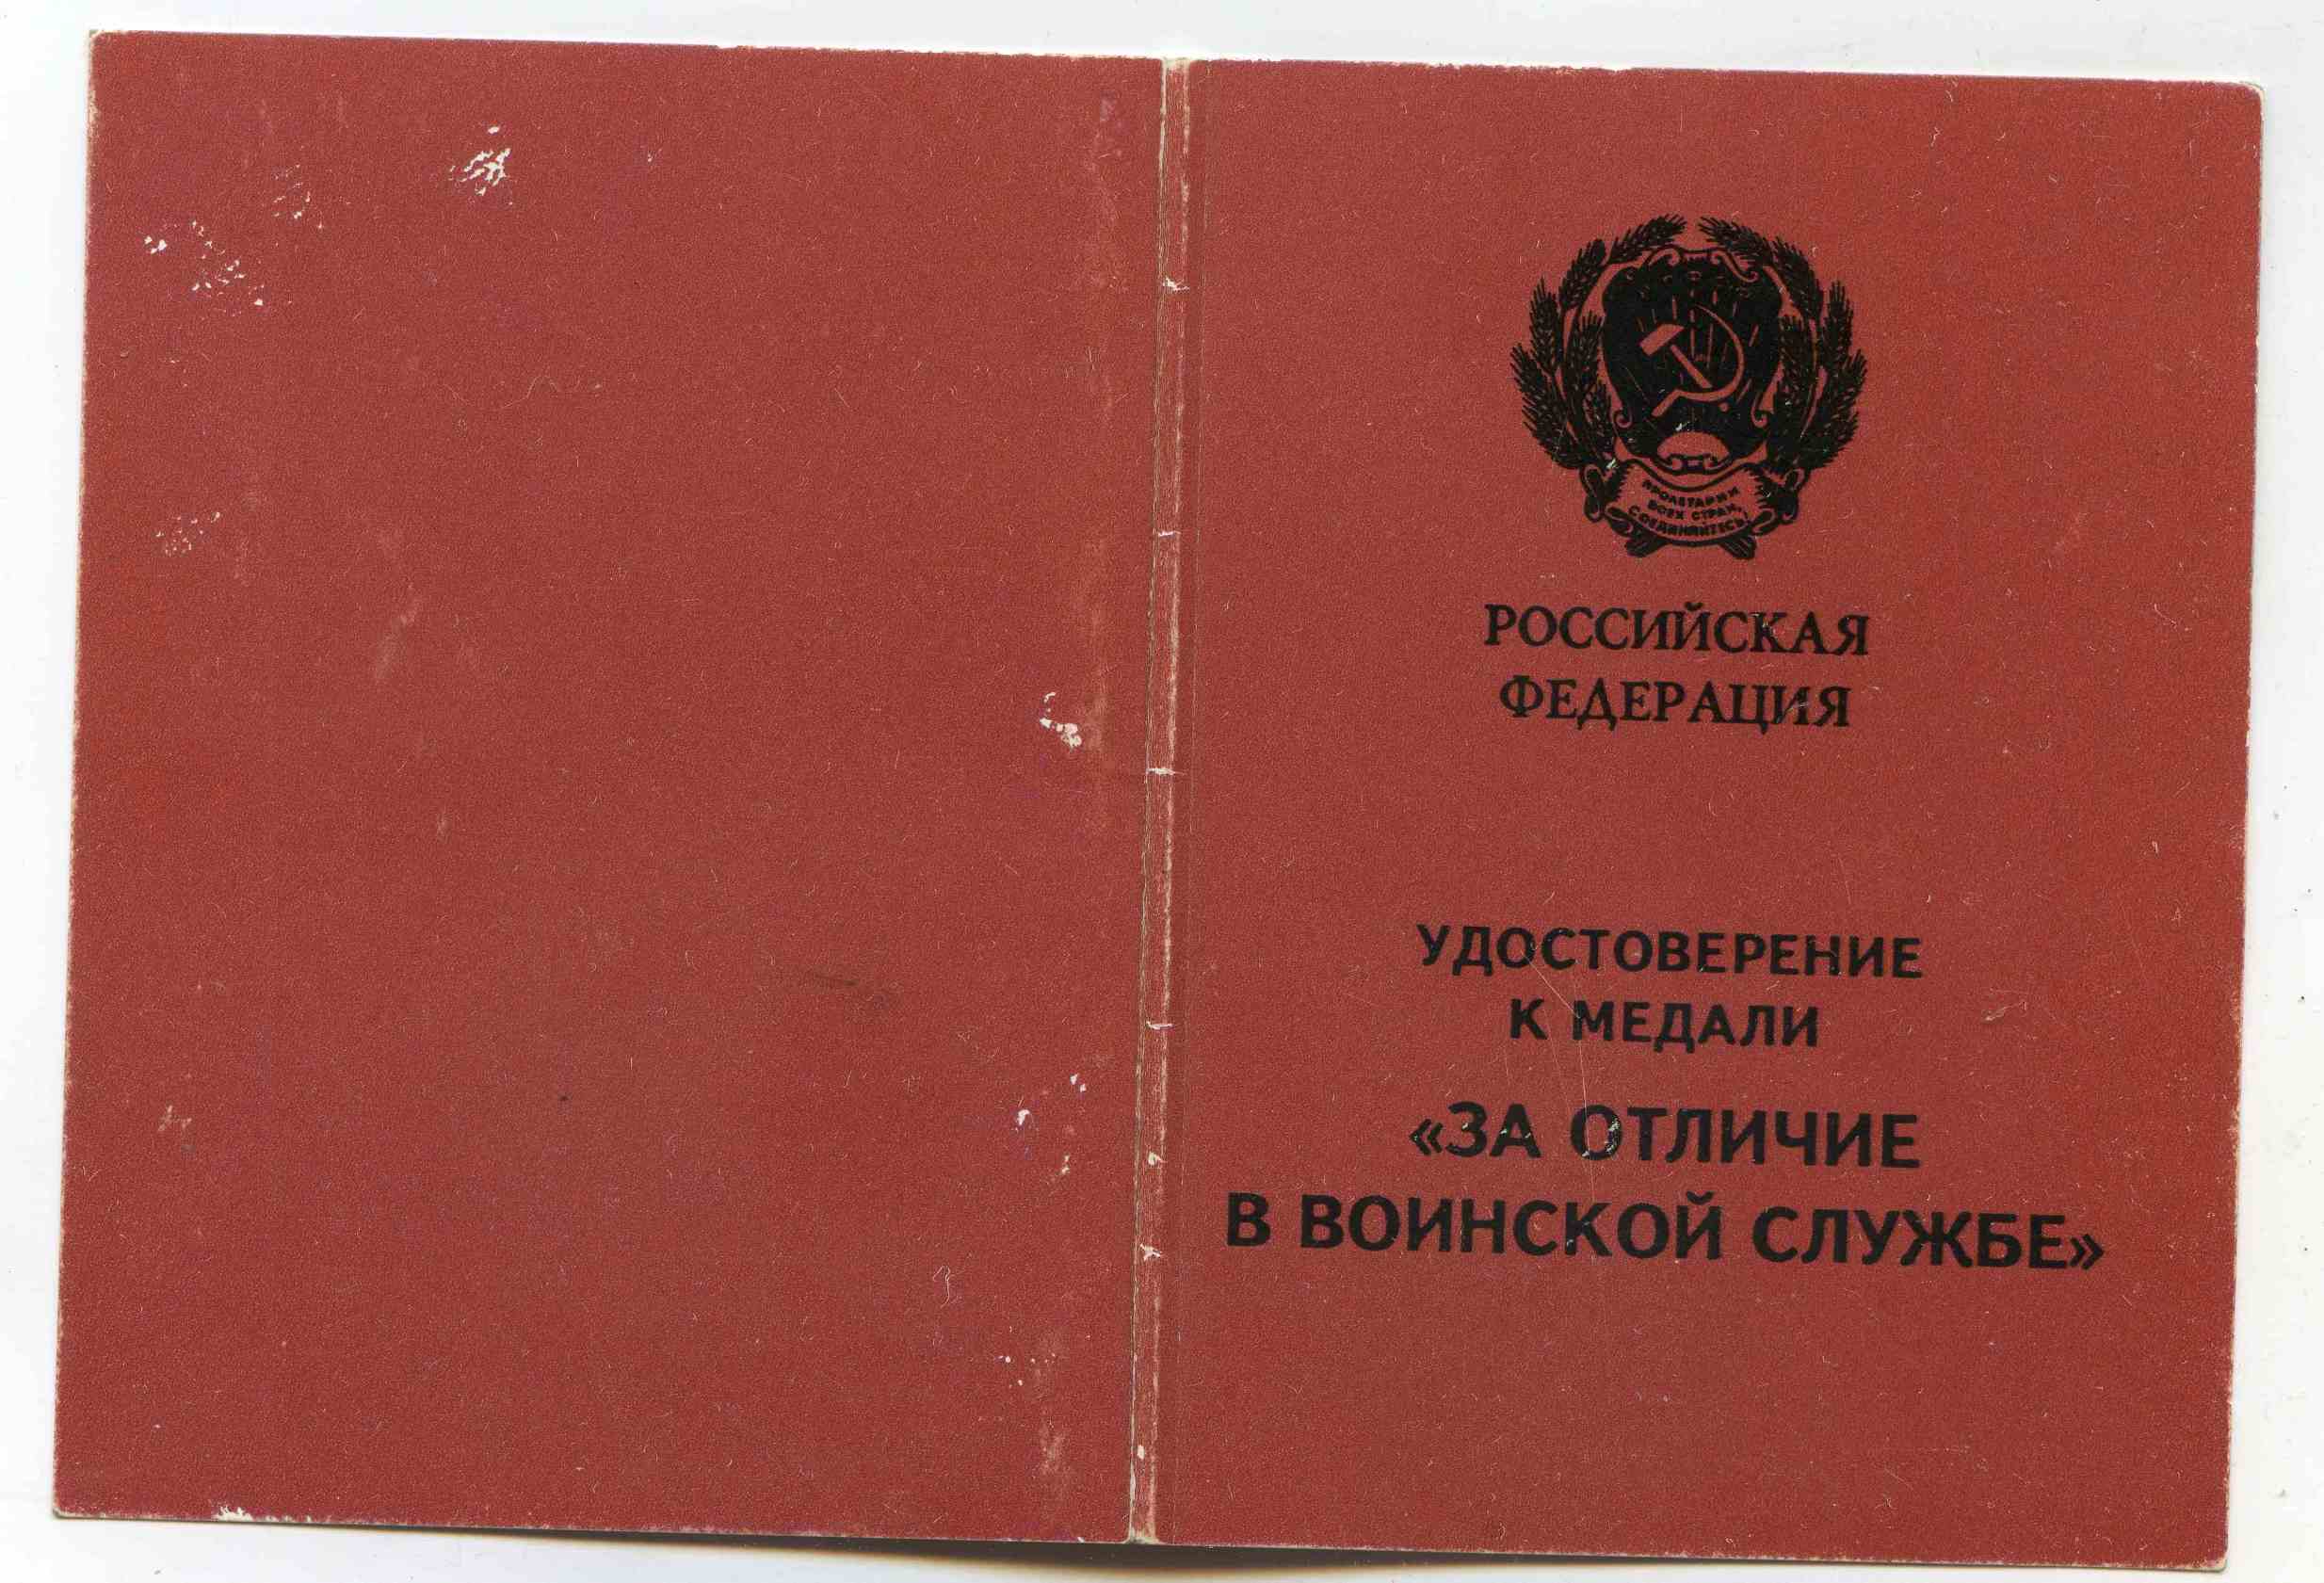 ПРОЛЕТАРИИ
ВСЕХ СТРАН,
СОЕДИНЯЙТЕСЬ!
РОССИЙСКАЯ
ФЕДЕРАЦИЯ
УДОСТОВЕРЕНИЕ
К МЕДАЛИ
«ЗА ОТЛИЧИЕ
В ВОИНСКОЙ СЛУЖБЕ»